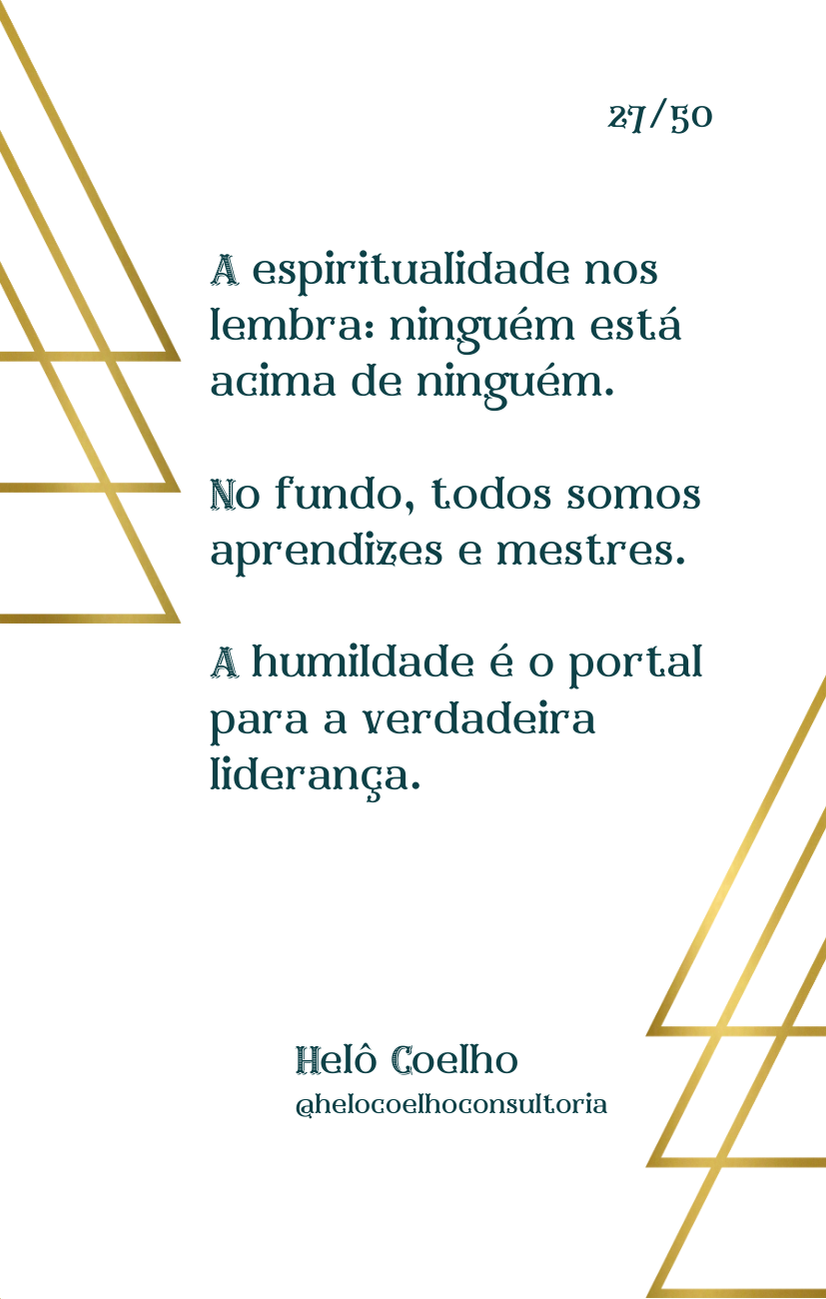 27/50
A espiritualidade nos
lembra: ninguém está
acima de ninguém.
No fundo, todos somos
aprendizes e mestres.
A humildade é o portal
para a verdadeira
liderança.
Helô Coelho
@helocoelhoconsultoria